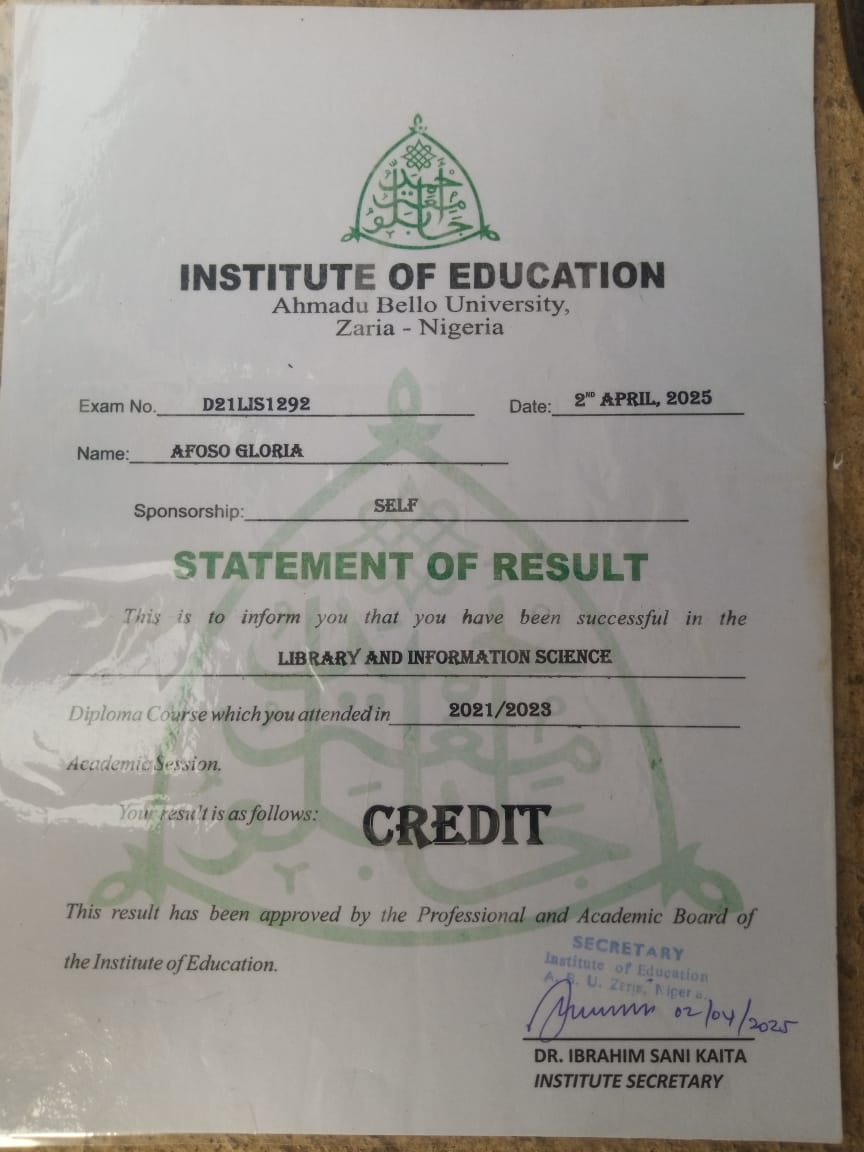 INSTITUTE OF EDUCATION
Ahmadu Bello University,
Zaria - Nigeria
Exam No. D21LIS1292 Date: 2ND APRIL, 2025
Name: AFOSO GLORIA
Sponsorship: SELF
STATEMENT OF RESULT
This is to inform you that you have been successful in the
LIBRARY AND INFORMATION SCIENCE
Diploma Course which you attended in 2021/2023
Academic Session.
Your result is as follows: CREDIT
This result has been approved by the Professional and Academic Board of
the Institute of Education.
SECRETARY
Institute of Education
A. B. U. Zaria, Nigeria.
02/04/2025
DR. IBRAHIM SANI KAITA
INSTITUTE SECRETARY